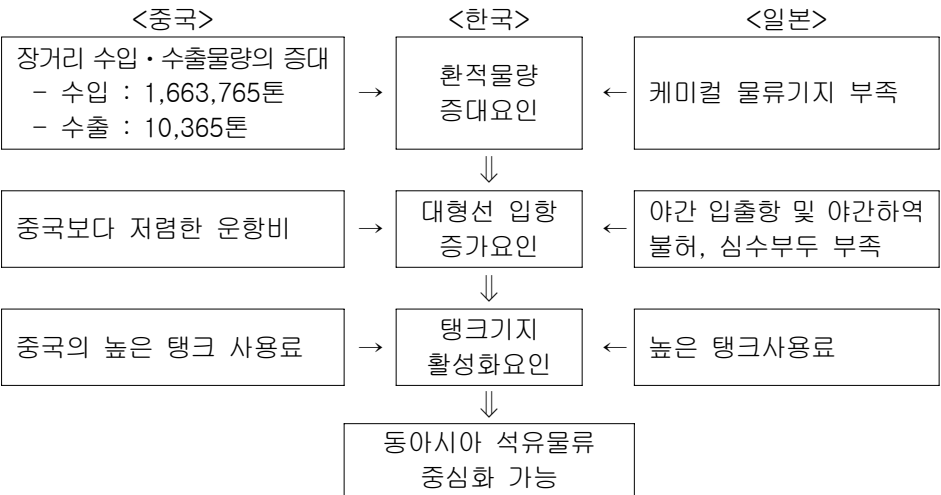 <중국> <한국> <일본>
장거리 수입・수출물량의 증대
- 수입 : 1,663,765톤
- 수출 : 10,365톤
→
환적물량
증대요인
←
케미컬 물류기지 부족
⇓
중국보다 저렴한 운항비
→
대형선 입항
증가요인
←
야간 입출항 및 야간하역
불허, 심수부두 부족
⇓
중국의 높은 탱크 사용료
→
탱크기지
활성화요인
←
높은 탱크사용료
⇓
동아시아 석유물류
중심화 가능